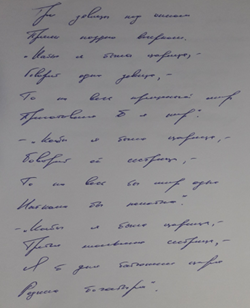 Три девицы под окном
Пряли поздно вечерком.
„Кабы я была царица, –
Говорит одна девица, –
То на весь крещеный мир
Приготовила б я пир".
– „Кабы я была царица, –
Говорит ее сестрица, –
То на весь бы мир одна
Наткала бы полотна".
– „Кабы я была царица, –
Третья молвила сестрица, –
Я б для батюшки царя
Родила богатыря".